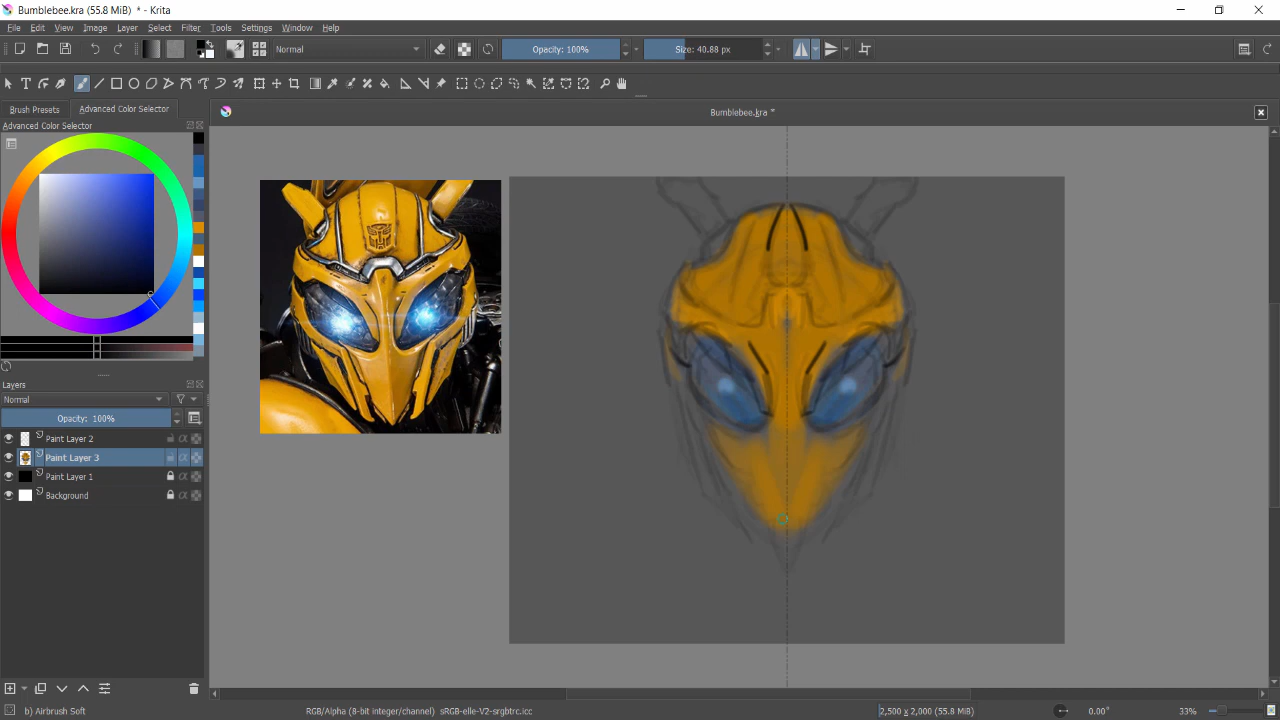 Bumblebee.kra (55.8 MiB) * - Krita
File Edit View Image Layer Select Filter Tools Settings Window Help
Normal
Opacity: 100%
Size: 40.88 px
Brush Presets
Advanced Color Selector
Bumblebee.kra *
Advanced Color Selector
Layers
Normal
Opacity: 100%
Paint Layer 2
Paint Layer 3
Paint Layer 1
Background
b) Airbrush Soft
RGB/Alpha (8-bit integer/channel) sRGB-elle-V2-srgbtrc.icc
2,500 x 2,000 (55.8 MiB)
0.00°
33%